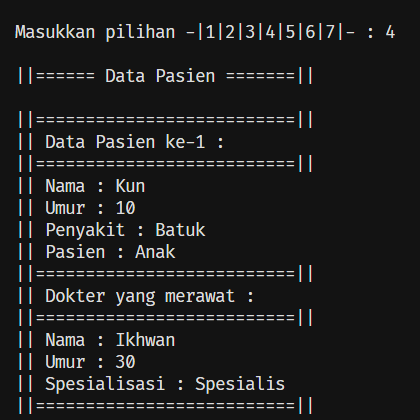 Masukkan pilihan -|1|2|3|4|5|6|7|- : 4
||====== Data Pasien =======||
||==========================||
|| Data Pasien ke-1 :
||==========================||
|| Nama : Kun
|| Umur : 10
|| Penyakit : Batuk
|| Pasien : Anak
||==========================||
|| Dokter yang merawat :
||==========================||
|| Nama : Ikhwan
|| Umur : 30
|| Spesialisasi : Spesialis
||==========================||